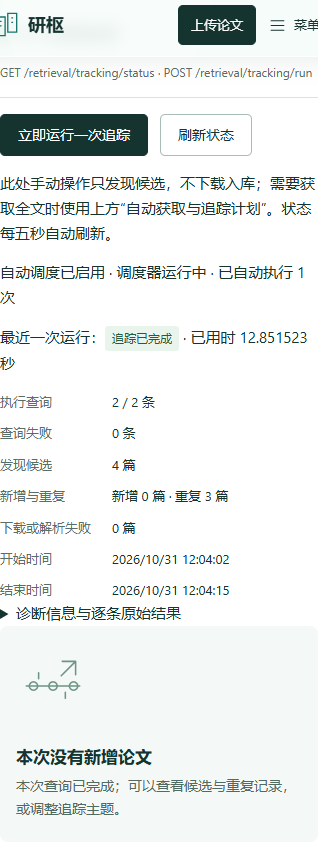 研枢
上传论文
菜单
GET /retrieval/tracking/status · POST /retrieval/tracking/run
立即运行一次追踪
刷新状态
此处手动操作只发现候选，不下载入库；需要获
取全文时使用上方“自动获取与追踪计划”。状态
每五秒自动刷新。
自动调度已启用 · 调度器运行中 · 已自动执行 1
次
最近一次运行： 追踪已完成 · 已用时 12.851523
秒
执行查询 2 / 2 条
查询失败 0 条
发现候选 4 篇
新增与重复 新增 0 篇 · 重复 3 篇
下载或解析失败 0 篇
开始时间 2026/10/31 12:04:02
结束时间 2026/10/31 12:04:15
▶ 诊断信息与逐条原始结果
本次没有新增论文
本次查询已完成；可以查看候选与重复记录，
或调整追踪主题。